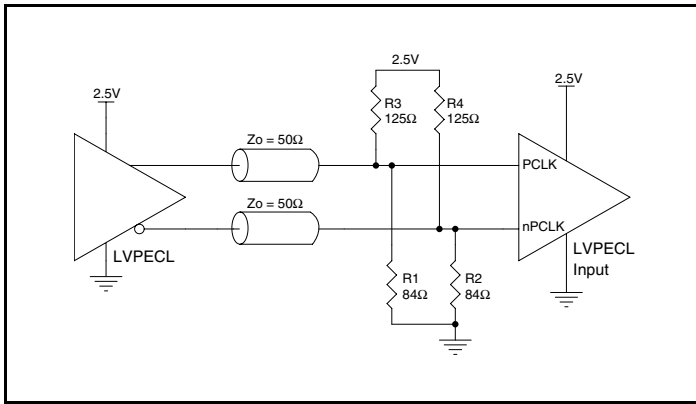 2.5V
2.5V
2.5V
R3
125Ω
R4
125Ω
Zo = 50Ω
PCLK
Zo = 50Ω
nPCLK
LVPECL
LVPECL
Input
R1
84Ω
R2
84Ω